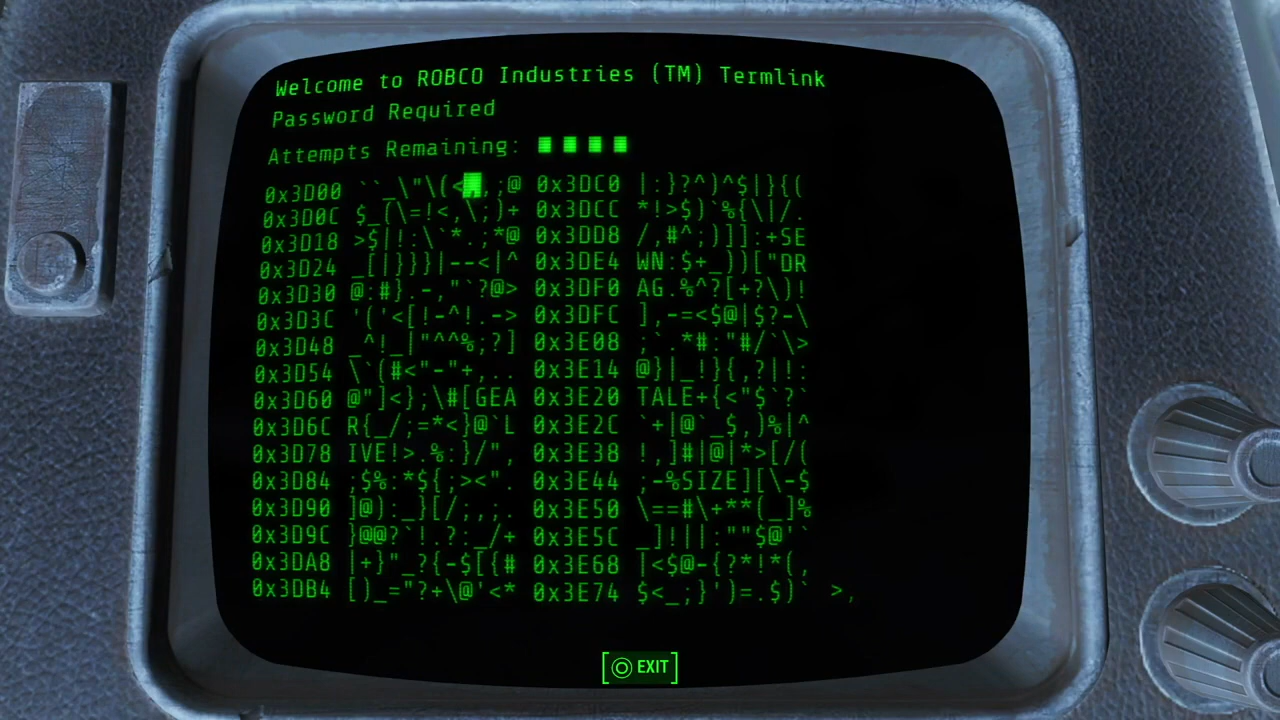 Welcome to ROBCO Industries (TM) Termlink
Password Required
Attempts Remaining:
0x3D00 ``_\"\(<,,;@ 0x3DC0 |:}?^)^$|}{(
0x3D0C $_(\=!<,\;)+ 0x3DCC *!>$)`%{\|/.
0x3D18 >$|!:\`*.;*@ 0x3DD8 /,#^;)]]:+SE
0x3D24 _[|}}}|--<|^ 0x3DE4 WN:$+_))["DR
0x3D30 @:#}.-,"`?@> 0x3DF0 AG.%^?[+?\)!
0x3D3C '('<[!-^!.-> 0x3DFC ],-=<$@|$?-\
0x3D48 _^!_|"^^%;?] 0x3E08 ;`.*#:"#/`\>
0x3D54 \`(#<"-"+,.. 0x3E14 @}|_!}{,?|!:
0x3D60 @"]<};\#[GEA 0x3E20 TALE+{<"$`?`
0x3D6C R{_/;=*<}@`L 0x3E2C `+|@`_$,)%|^
0x3D78 IVE!>.%:}/", 0x3E38 !,]#|@|*>[/(
0x3D84 ;$%:*${;><". 0x3E44 ;-%SIZE][\-$
0x3D90 ]@):_}[/;,;. 0x3E50 \==#\+**(_]%
0x3D9C }@@?`!.?:_/+ 0x3E5C _]!||:""$@'`
0x3DA8 |+}"_?{-$[{# 0x3E68 |<$@-{?*!*(,
0x3DB4 [)_="?+\@'<* 0x3E74 $<_;}')=.$)` >,
EXIT